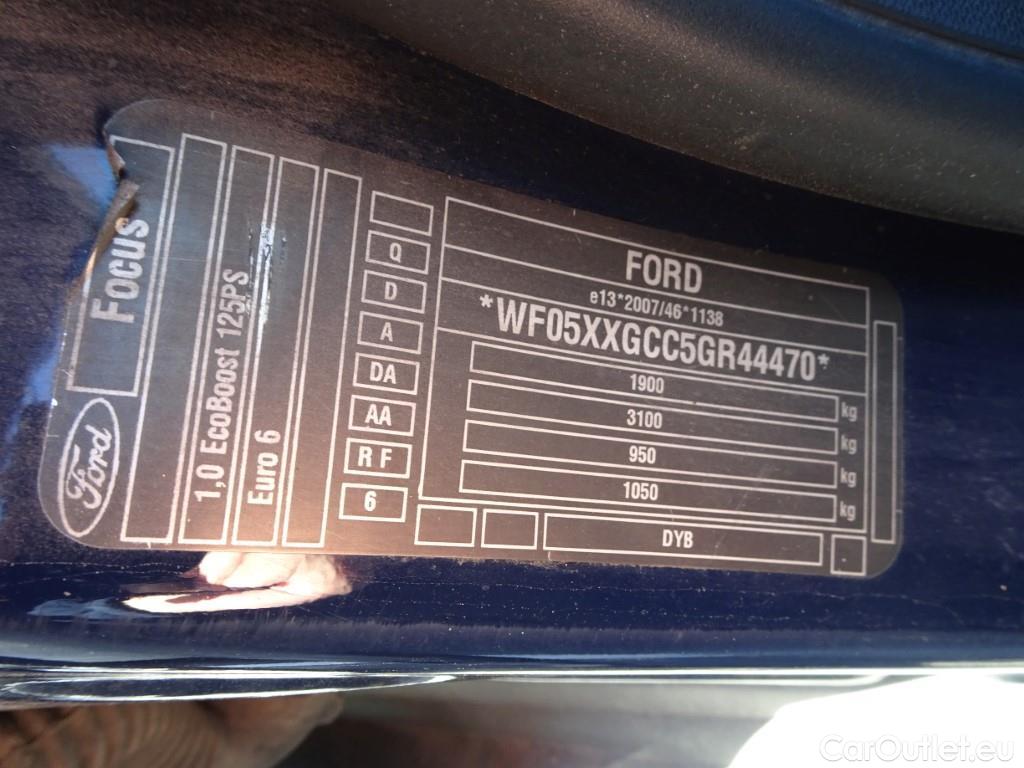 Focus
Ford
1,0 EcoBoost 125PS
Euro 6
Q
D
A
DA
AA
R F
6
FORD
e13*2007/46*1138
*WF05XXGCC5GR44470*
1900 kg
3100 kg
950 kg
1050 kg
DYB
CarOutlet.eu